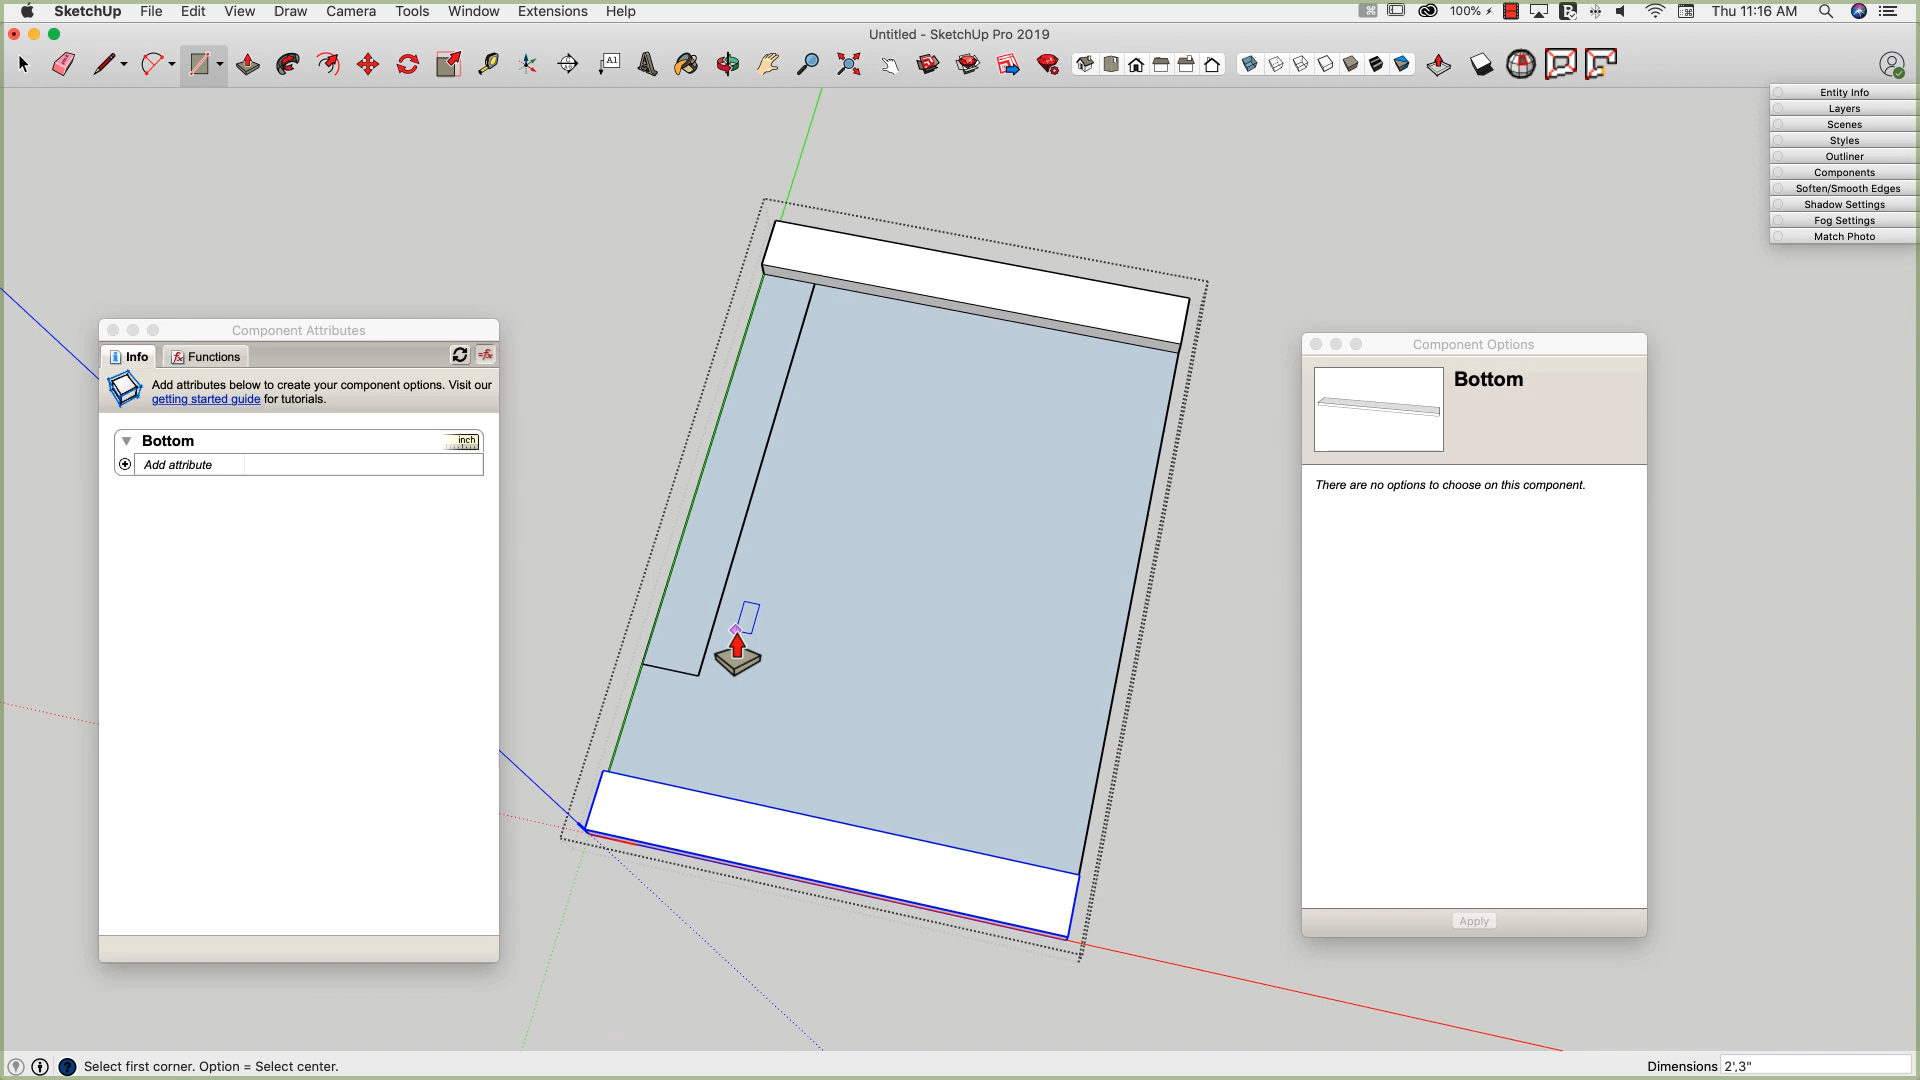 SketchUp File Edit View Draw Camera Tools Window Extensions Help
100% Thu 11:16 AM
Untitled - SketchUp Pro 2019
A1
Entity Info
Layers
Scenes
Styles
Outliner
Components
Soften/Smooth Edges
Shadow Settings
Fog Settings
Match Photo
Component Attributes
Info Functions
Add attributes below to create your component options. Visit our
getting started guide for tutorials.
Bottom inch
Add attribute
Component Options
Bottom
There are no options to choose on this component.
Apply
Select first corner. Option = Select center.
Dimensions 2',3"